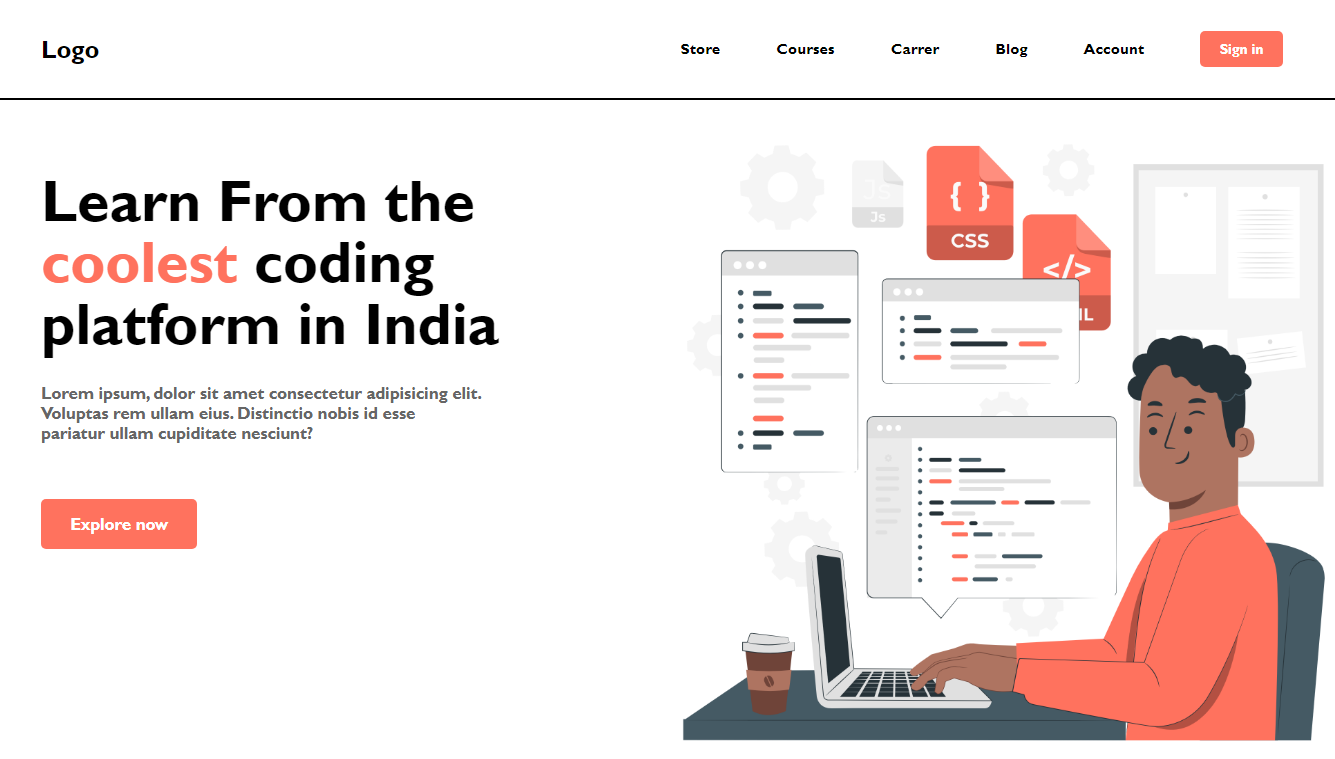 Logo
Store Courses Carrer Blog Account Sign in
Learn From the
coolest coding
platform in India
Lorem ipsum, dolor sit amet consectetur adipisicing elit.
Voluptas rem ullam eius. Distinctio nobis id esse
pariatur ullam cupiditate nesciunt?
Explore now
Js
Js
{ }
CSS
</>
ML